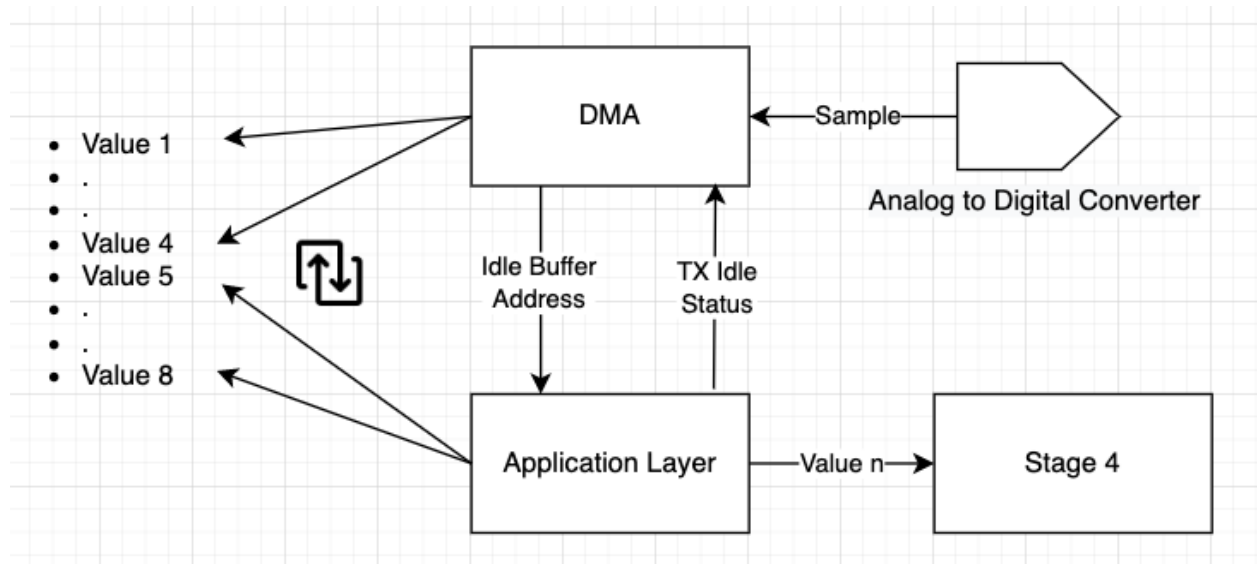 DMA
Sample
Analog to Digital Converter
• Value 1
• .
• .
• Value 4
• Value 5
• .
• .
• Value 8
Idle Buffer
Address
TX Idle
Status
Application Layer
Value n
Stage 4